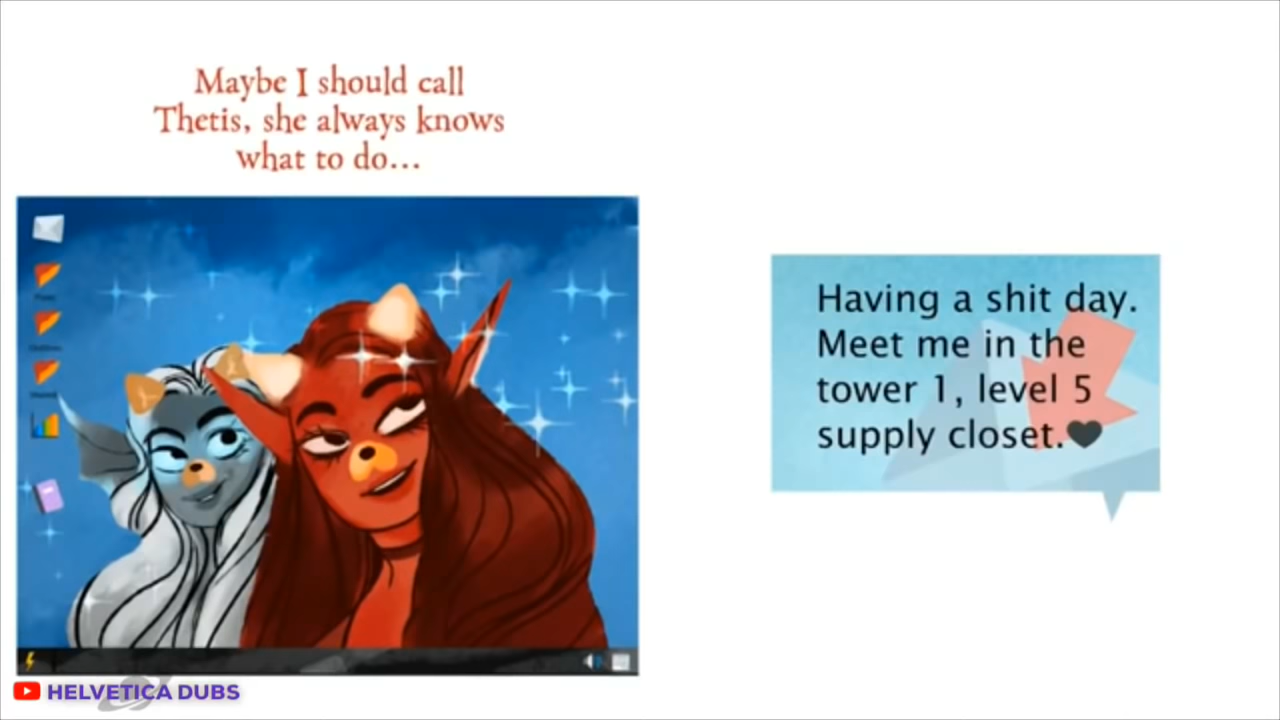 Maybe I should call
Thetis, she always knows
what to do...
Having a shit day.
Meet me in the
tower 1, level 5
supply closet.🖤
HELVETICA DUBS